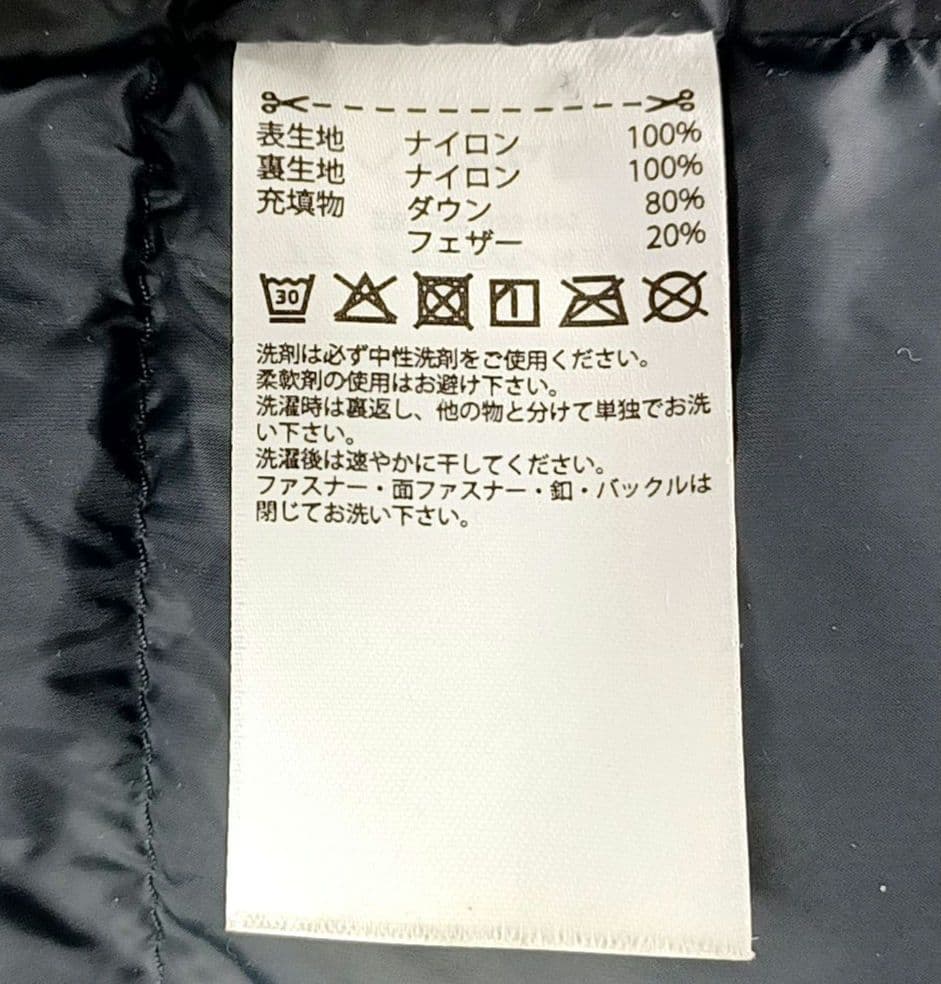 表生地 ナイロン 100%
裏生地 ナイロン 100%
充填物 ダウン 80%
フェザー 20%
30
洗剤は必ず中性洗剤をご使用ください。
柔軟剤の使用はお避け下さい。
洗濯時は裏返し、他の物と分けて単独でお洗
い下さい。
洗濯後は速やかに干してください。
ファスナー・面ファスナー・釦・バックルは
閉じてお洗い下さい。